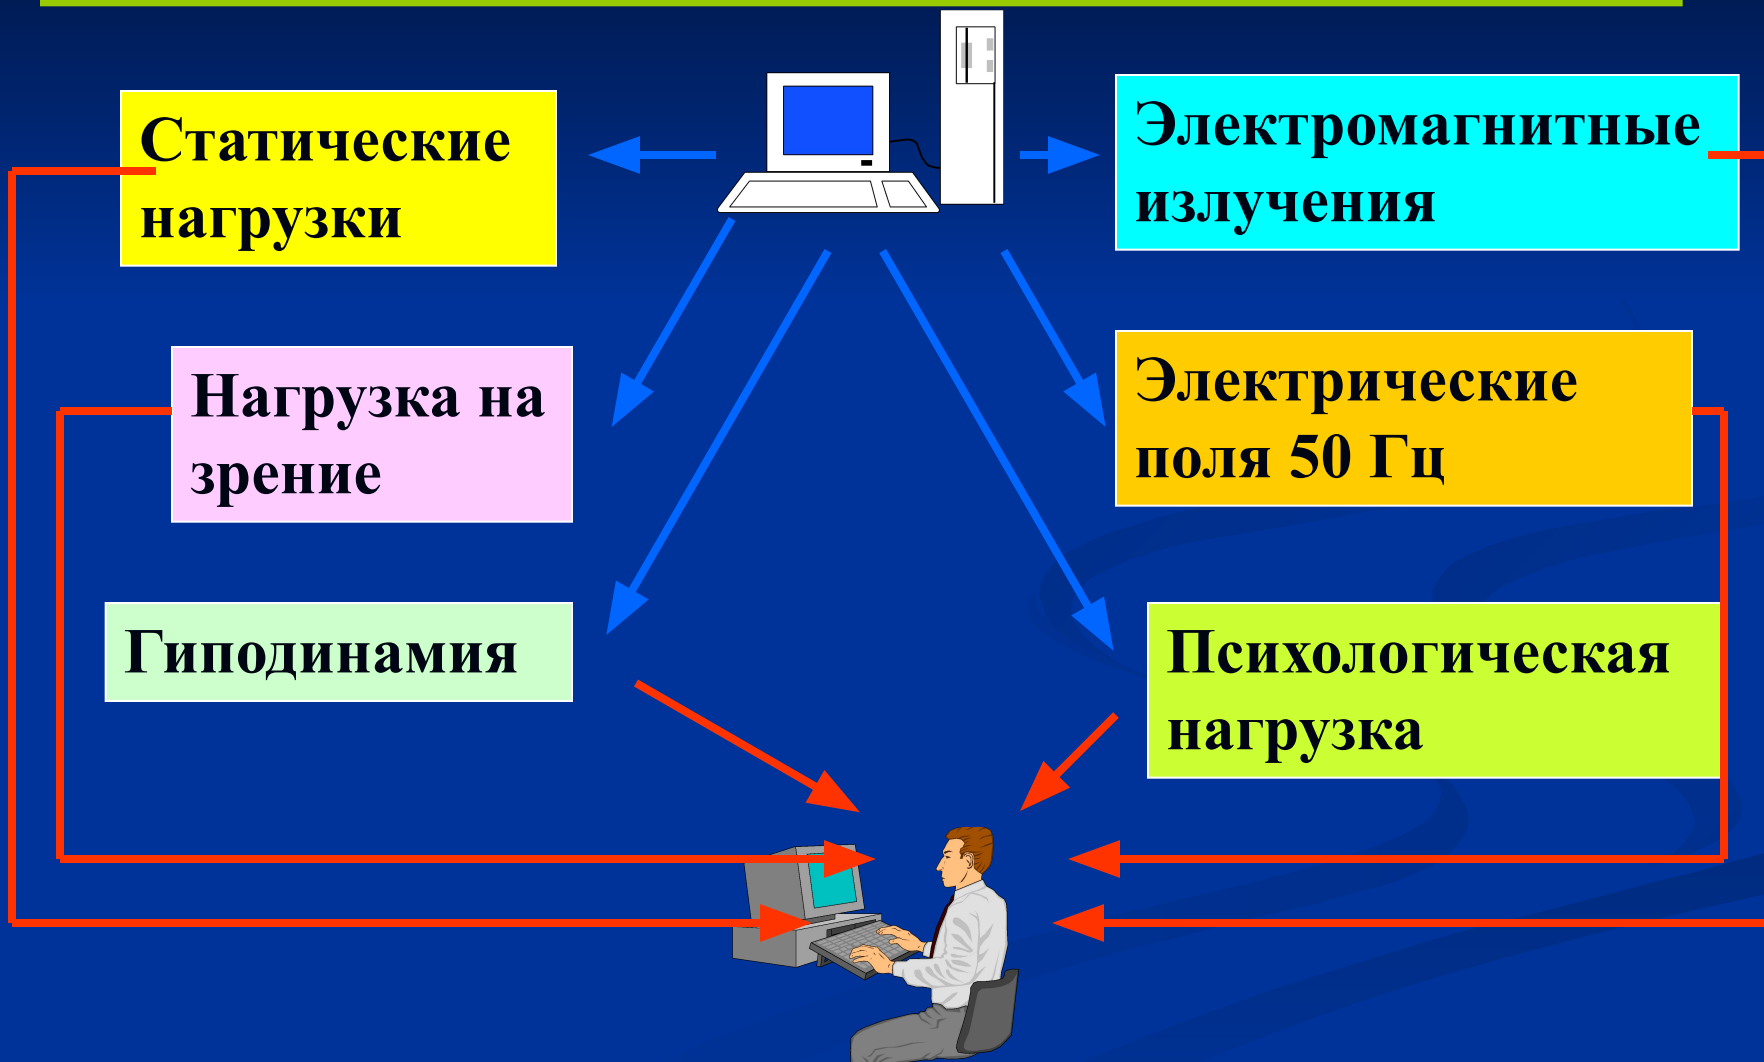 Статические
нагрузки
Электромагнитные
излучения
Нагрузка на
зрение
Электрические
поля 50 Гц
Гиподинамия
Психологическая
нагрузка